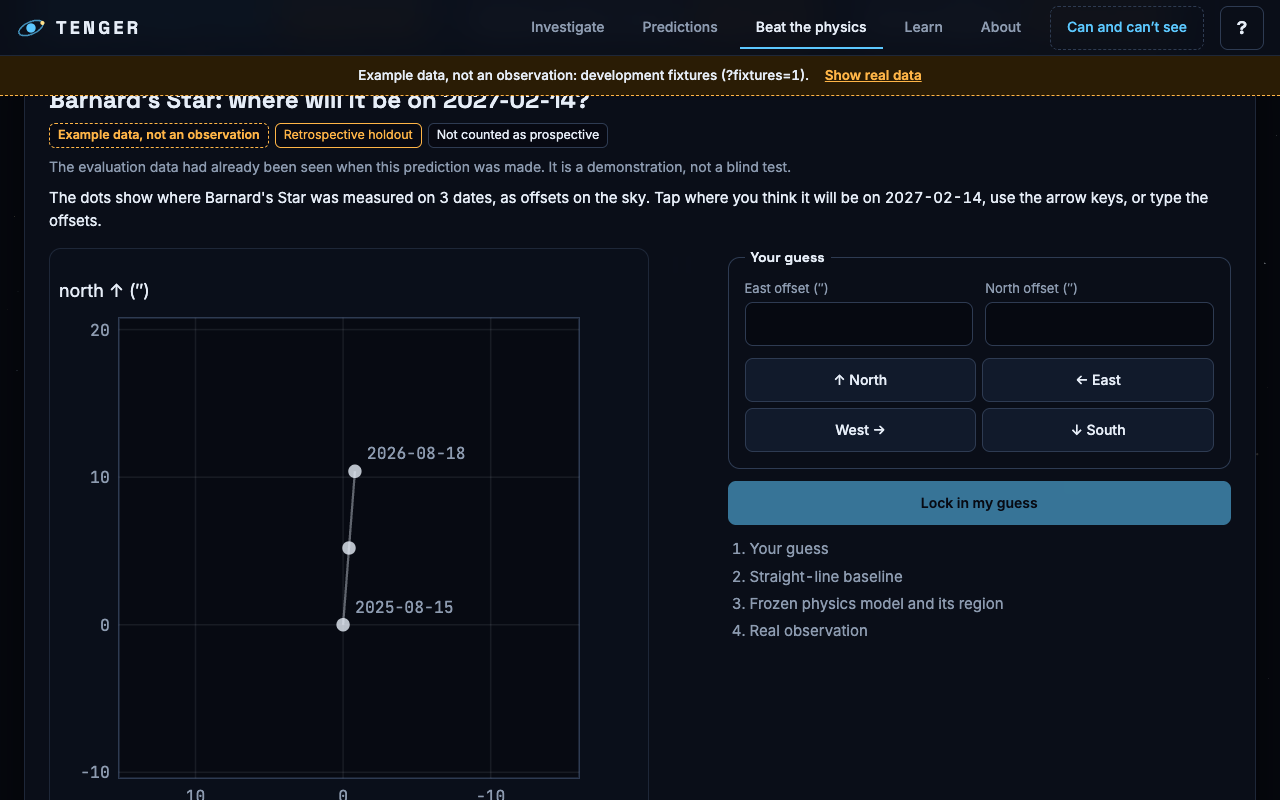 TENGER
Investigate
Predictions
Beat the physics
Learn
About
Can and can't see
?
Example data, not an observation: development fixtures (?fixtures=1). Show real data
Barnard's Star: where will it be on 2027-02-14?
Example data, not an observation
Retrospective holdout
Not counted as prospective
The evaluation data had already been seen when this prediction was made. It is a demonstration, not a blind test.
The dots show where Barnard's Star was measured on 3 dates, as offsets on the sky. Tap where you think it will be on 2027-02-14, use the arrow keys, or type the
offsets.
north ↑ (″)
20
10
0
-10
2026-08-18
2025-08-15
10
0
-10
Your guess
East offset (″)
North offset (″)
↑ North
← East
West →
↓ South
Lock in my guess
1. Your guess
2. Straight-line baseline
3. Frozen physics model and its region
4. Real observation